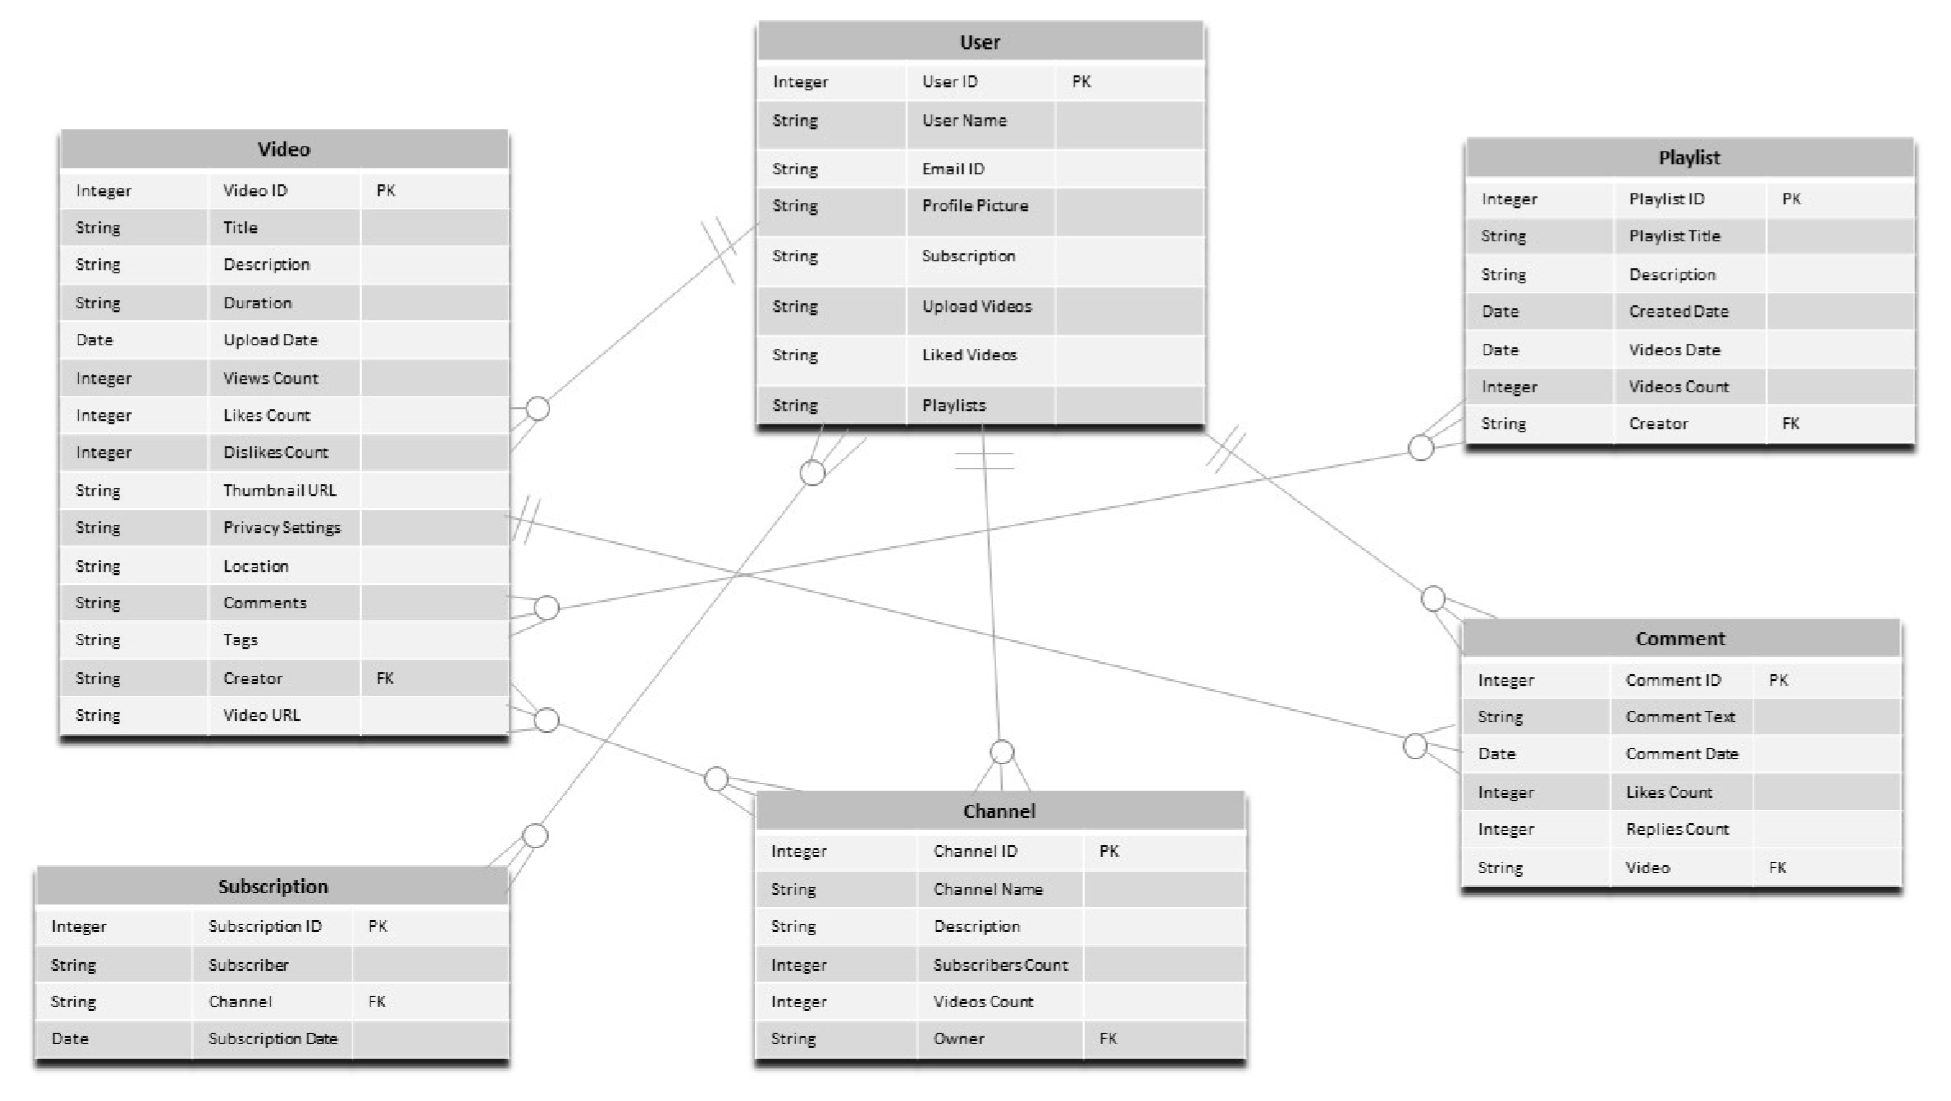 User
Integer User ID PK
String User Name
String Email ID
String Profile Picture
String Subscription
String Upload Videos
String Liked Videos
String Playlists
Video
Integer Video ID PK
String Title
String Description
String Duration
Date Upload Date
Integer Views Count
Integer Likes Count
Integer Dislikes Count
String Thumbnail URL
String Privacy Settings
String Location
String Comments
String Tags
String Creator FK
String Video URL
Playlist
Integer Playlist ID PK
String Playlist Title
String Description
Date Created Date
Date Videos Date
Integer Videos Count
String Creator FK
Comment
Integer Comment ID PK
String Comment Text
Date Comment Date
Integer Likes Count
Integer Replies Count
String Video FK
Channel
Integer Channel ID PK
String Channel Name
String Description
Integer Subscribers Count
Integer Videos Count
String Owner FK
Subscription
Integer Subscription ID PK
String Subscriber
String Channel FK
Date Subscription Date